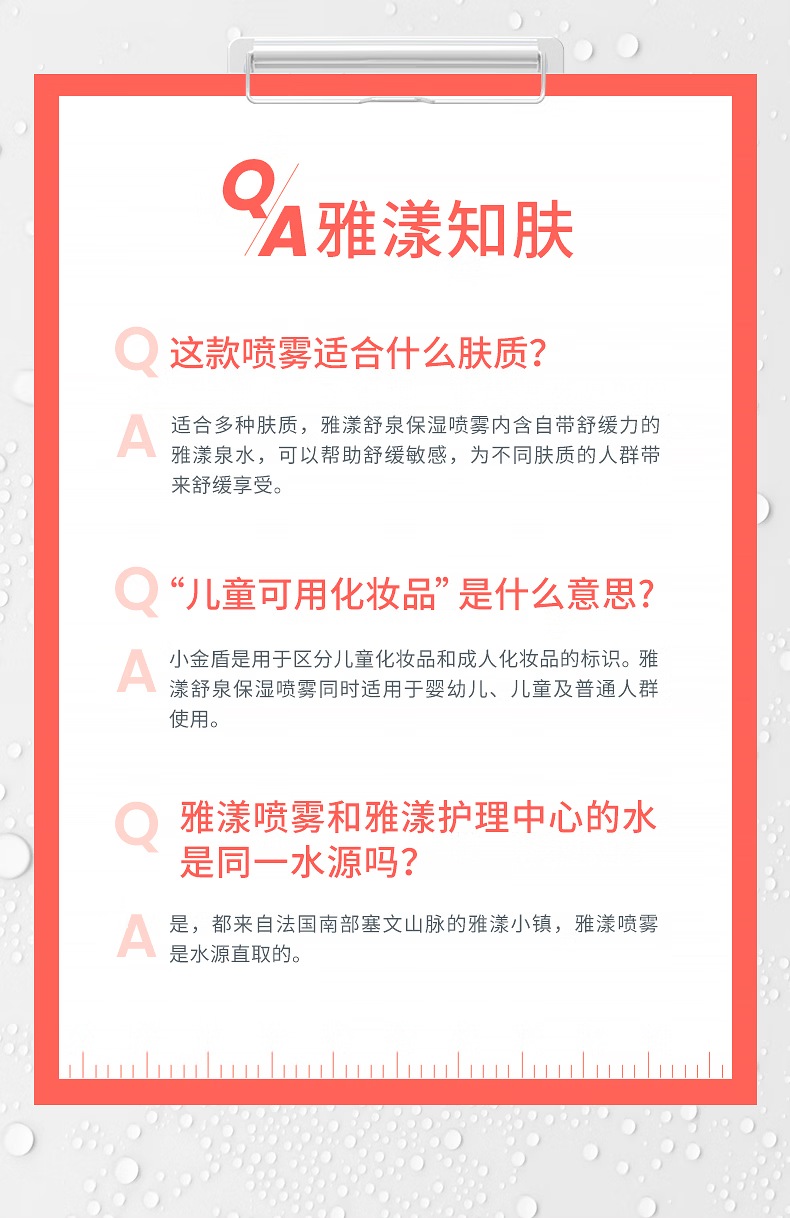 Q/A雅漾知肤
Q 这款喷雾适合什么肤质？
A 适合多种肤质，雅漾舒泉保湿喷雾内含自带舒缓力的
雅漾泉水，可以帮助舒缓敏感，为不同肤质的人群带
来舒缓享受。
Q “儿童可用化妆品”是什么意思？
A 小金盾是用于区分儿童化妆品和成人化妆品的标识。雅
漾舒泉保湿喷雾同时适用于婴幼儿、儿童及普通人群
使用。
Q 雅漾喷雾和雅漾护理中心的水
是同一水源吗？
A 是，都来自法国南部塞文山脉的雅漾小镇，雅漾喷雾
是水源直取的。